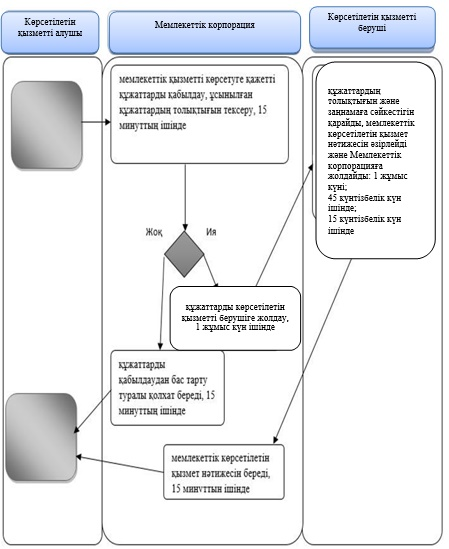 Көрсетілетін
қызметті алушы
Мемлекеттік корпорация
Көрсетілетін қызметті
беруші
мемлекеттік қызметті көрсетуге қажетті
құжаттарды қабылдау, ұсынылған
құжаттардың толықтығын тексеру, 15
минуттың ішінде
құжаттардың
толықтығын және
заңнамаға сәйкестігін
қарайды, мемлекеттік
көрсетілетін қызмет
нәтижесін әзірлейді
және Мемлекеттік
корпорацияға
жолдайды: 1 жұмыс
күні;
45 күнтізбелік күн
ішінде;
15 күнтізбелік күн
ішінде
Жоқ
Ия
құжаттарды көрсетілетін
қызметті берушіге жолдау,
1 жұмыс күн ішінде
құжаттарды
қабылдаудан бас тарту
туралы қолхат береді, 15
минуттың ішінде
мемлекеттік көрсетілетін
қызмет нәтижесін береді,
15 минуттың ішінде